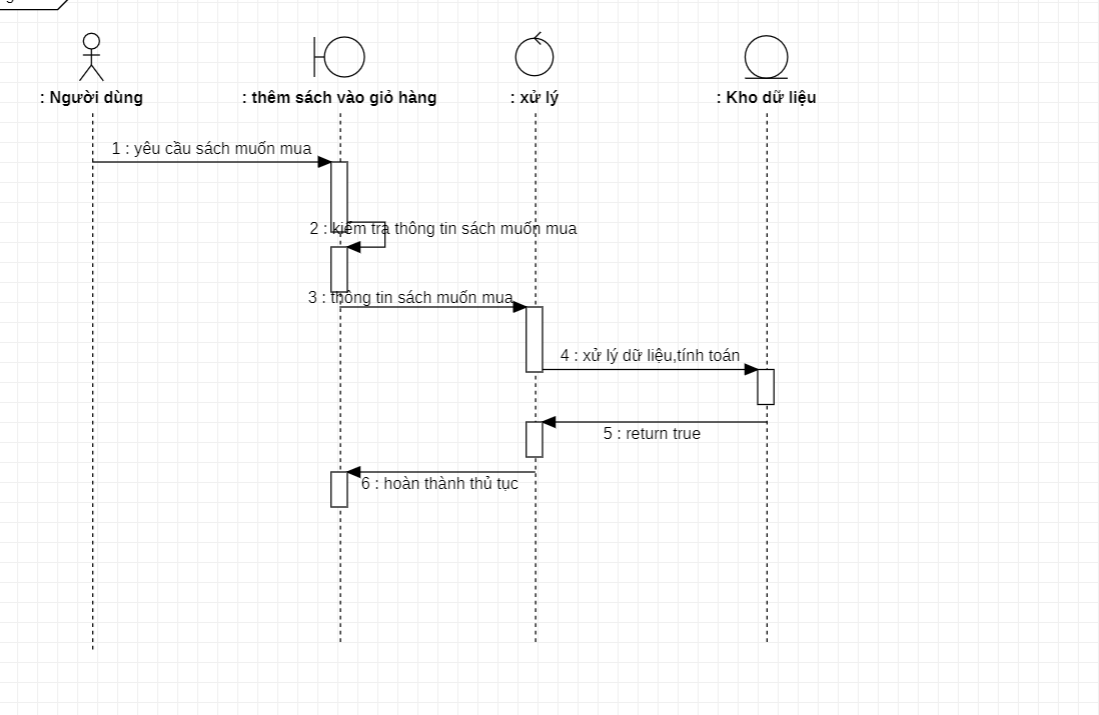 : Người dùng
: thêm sách vào giỏ hàng
: xử lý
: Kho dữ liệu
1 : yêu cầu sách muốn mua
2 : kiểm tra thông tin sách muốn mua
3 : thông tin sách muốn mua
4 : xử lý dữ liệu,tính toán
5 : return true
6 : hoàn thành thủ tục